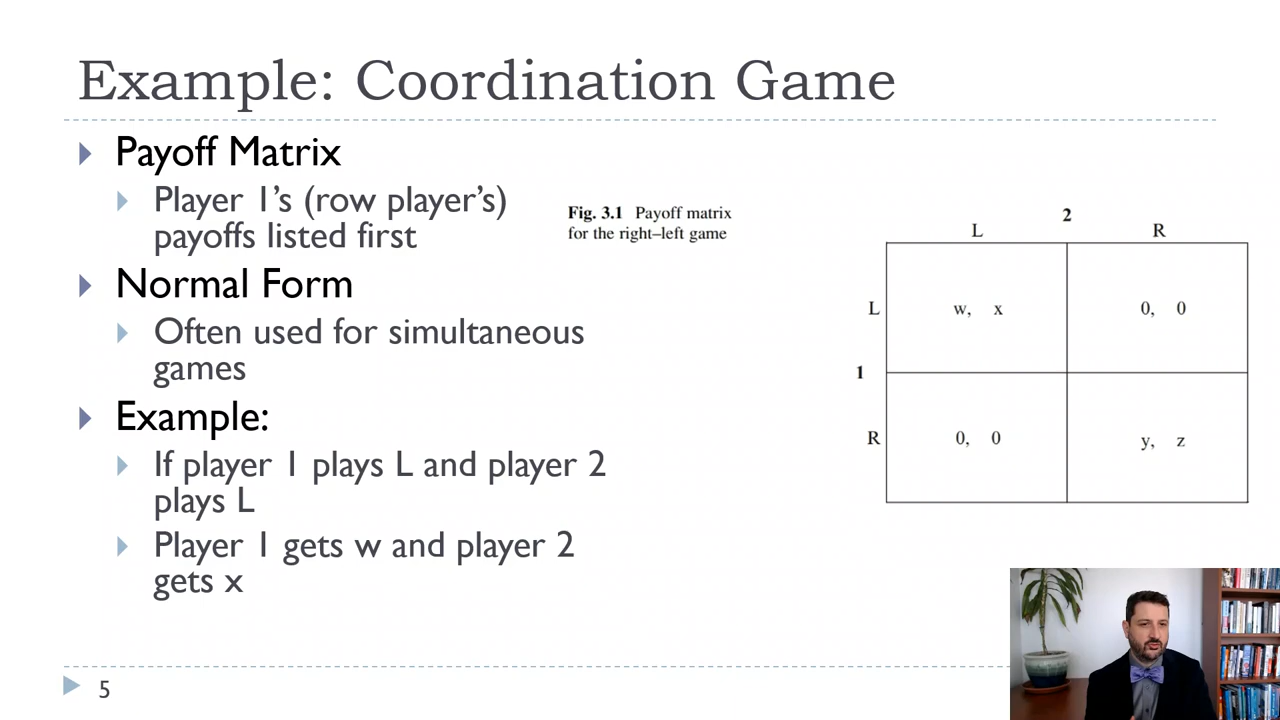 Example: Coordination Game
Payoff Matrix
Player 1's (row player's)
payoffs listed first
Normal Form
Often used for simultaneous
games
Example:
If player 1 plays L and player 2
plays L
Player 1 gets w and player 2
gets x
Fig. 3.1 Payoff matrix
for the right–left game
2
L R
L w, x 0, 0
1
R 0, 0 y, z
5